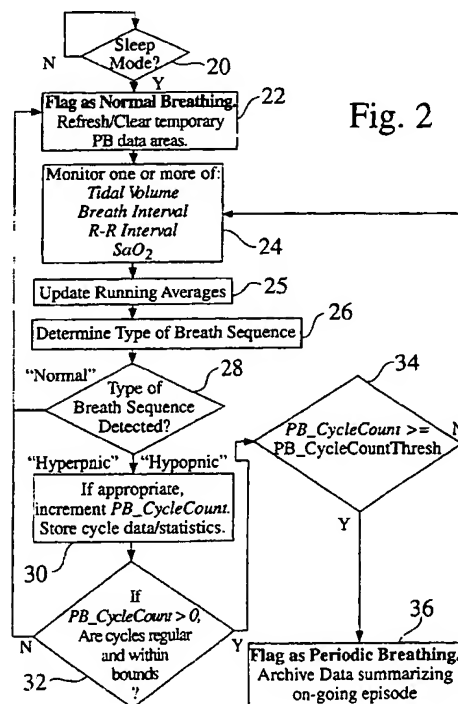 Sleep
Mode?
N
20
Y
Flag as Normal Breathing.
Refresh/Clear temporary
PB data areas.
22
Fig. 2
Monitor one or more of:
Tidal Volume
Breath Interval
R-R Interval
SaO2
24
Update Running Averages
25
26
Determine Type of Breath Sequence
28
"Normal"
Type of
Breath Sequence
Detected?
34
PB_CycleCount >=
PB_CycleCountThresh
N
Y
"Hyperpnic"
"Hypopnic"
If appropriate,
increment PB_CycleCount.
Store cycle data/statistics.
30
If
PB_CycleCount > 0,
Are cycles regular
and within
bounds
?
N
Y
32
36
Flag as Periodic Breathing.
Archive Data summarizing
on-going episode